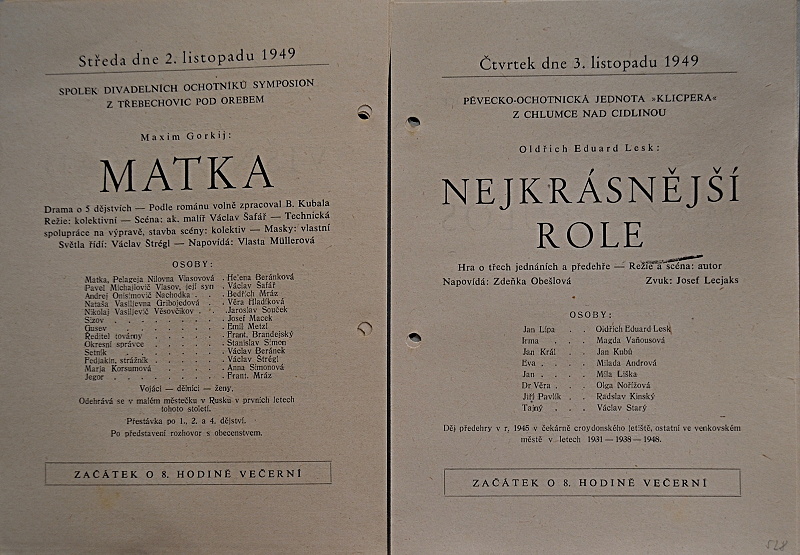 Středa dne 2. listopadu 1949
SPOLEK DIVADELNÍCH OCHOTNÍKŮ SYMPOSION
Z TŘEBECHOVIC POD OREBEM
Maxim Gorkij:
MATKA
Drama o 5 dějstvích — Podle románu volně zpracoval B. Kubala
Režie: kolektivní — Scéna: ak. malíř Václav Šafář — Technická
spolupráce na výpravě, stavba scény: kolektiv — Masky: vlastní
Světla řídí: Václav Strégl — Napovídá: Vlasta Müllerová
OSOBY:
Matka, Pelageja Nilovna Vlasovová . Helena Beránková
Pavel Michajlovič Vlasov, její syn . Václav Šafář
Andrej Onisimovič Nachodka . . Bedřich Mráz
Nataša Vasiljevna Gribojedová . . Věra Hladíková
Nikolaj Vasiljevič Věsovčikov . . Jaroslav Souček
Sizov . . . . . . . Josef Macek
Gusev . . . . . . . Emil Metzl
Ředitel továrny . . . . . Frant. Brandejský
Okresní správce . . . . . Stanislav Simon
Setník . . . . . . . Václav Beránek
Fedjakin, strážník . . . . . Václav Strégl
Marja Korsumová . . . . . Anna Simonová
Jegor . . . . . . . Frant. Mráz
Vojáci — dělníci — ženy.
Odehrává se v malém městečku v Rusku v prvních letech
tohoto století.
Přestávka po 1., 2. a 4. dějství.
Po představení rozhovor s obecenstvem.
ZAČÁTEK O 8. HODINĚ VEČERNÍ
Čtvrtek dne 3. listopadu 1949
PĚVECKO-OCHOTNICKÁ JEDNOTA »KLICPERA«
Z CHLUMCE NAD CIDLINOU
Oldřich Eduard Lesk:
NEJKRÁSNĚJŠÍ
ROLE
Hra o třech jednáních a předehře — Režie a scéna: autor
Napovídá: Zdeňka Obešlová Zvuk: Josef Lecjaks
OSOBY:
Jan Lípa . . Oldřich Eduard Lesk
Irma . . . Magda Vaňousová
Jan Král . . Jan Kubů
Eva . . . Milada Andrová
Jan . . . Míla Liška
Dr Věra . . Olga Nořížová
Jiří Pavlík . . Radslav Kinský
Tajný . . . Václav Starý
Děj předehry v r. 1945 v čekárně croydonského letiště, ostatní ve venkovském
městě v letech 1931—1938—1948.
ZAČÁTEK O 8. HODINĚ VEČERNÍ